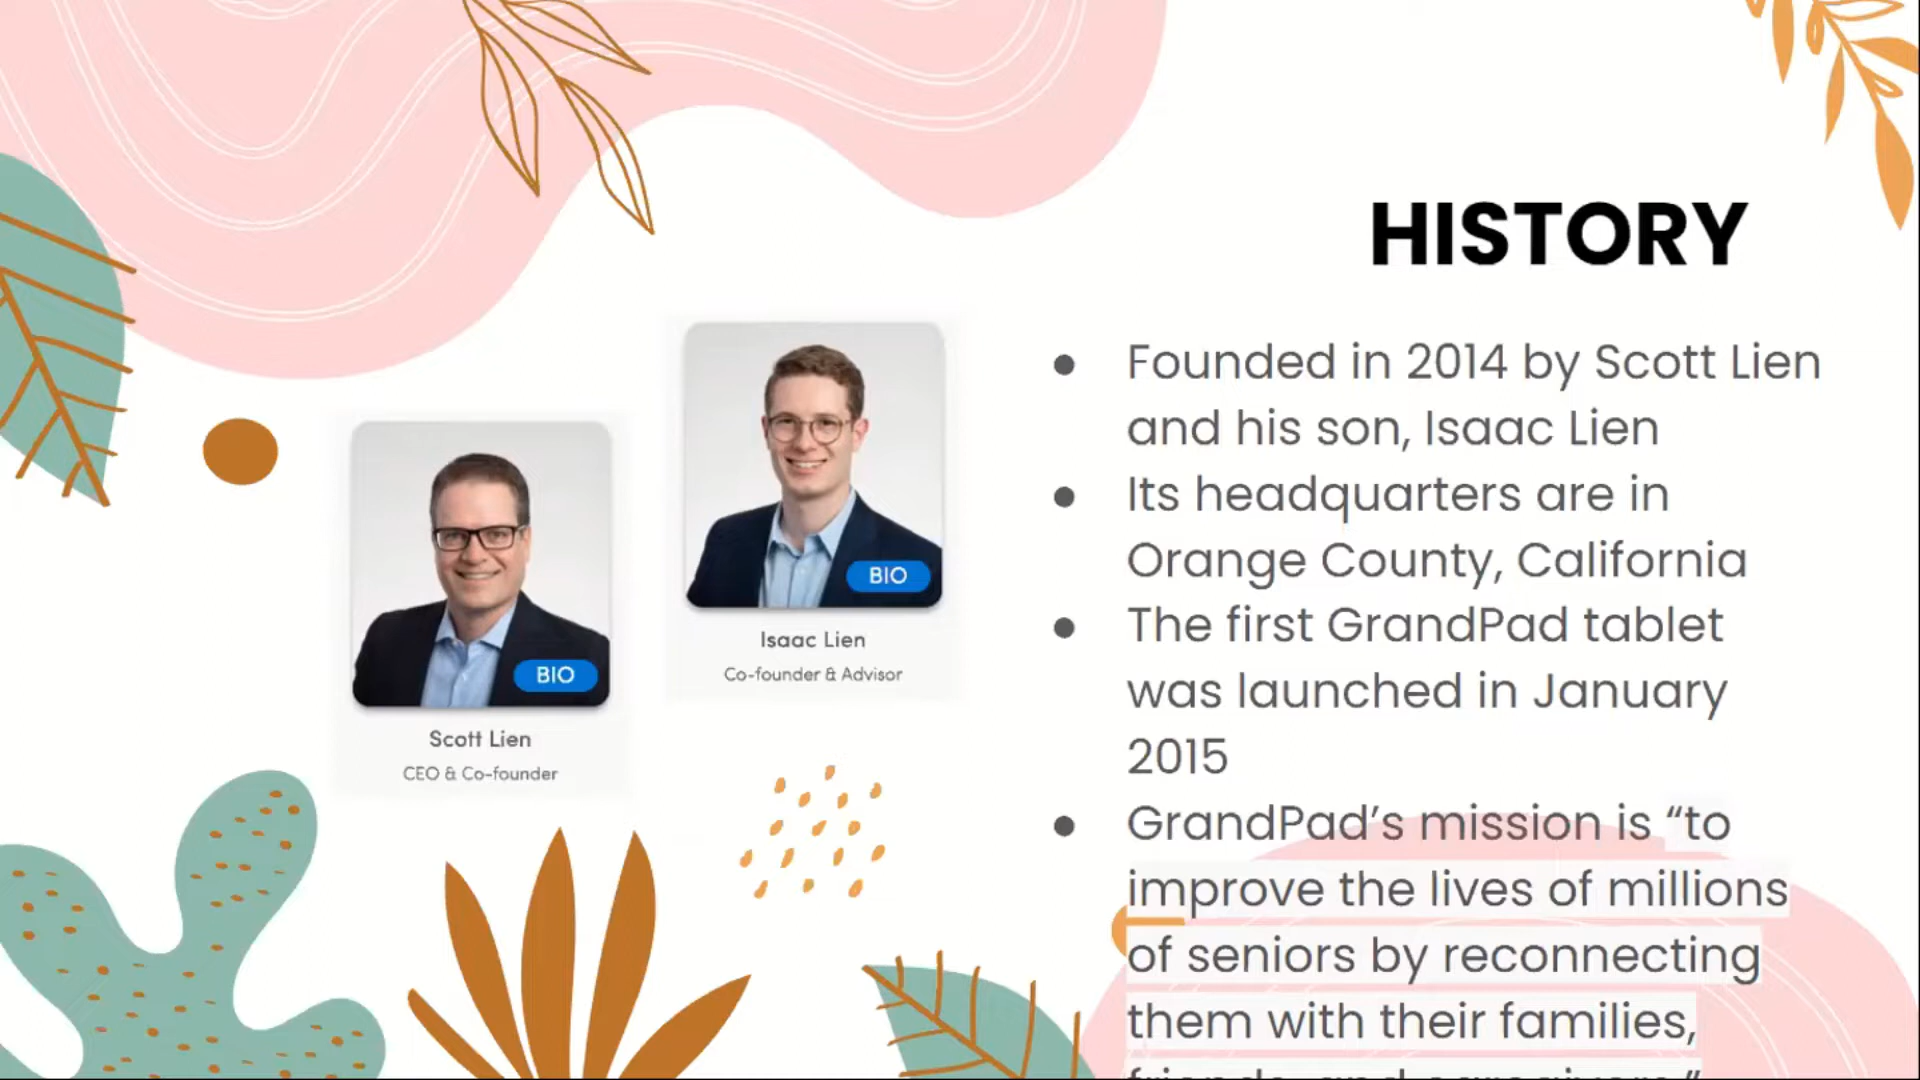 HISTORY
● Founded in 2014 by Scott Lien
and his son, Isaac Lien
● Its headquarters are in
Orange County, California
● The first GrandPad tablet
was launched in January
2015
● GrandPad’s mission is “to
improve the lives of millions
of seniors by reconnecting
them with their families,
friends, and caregivers.”
BIO
Isaac Lien
Co-founder & Advisor
BIO
Scott Lien
CEO & Co-founder